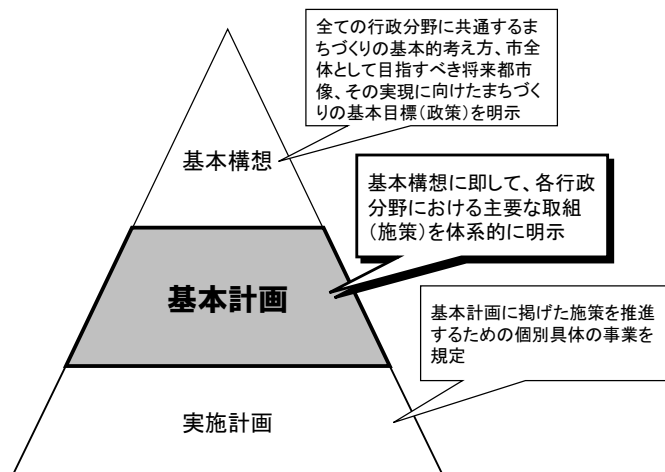 全ての行政分野に共通するま
ちづくりの基本的考え方、市全
体として目指すべき将来都市
像、その実現に向けたまちづく
りの基本目標（政策）を明示
基本構想
基本構想に即して、各行政
分野における主要な取組
（施策）を体系的に明示
基本計画
基本計画に掲げた施策を推進
するための個別具体の事業を
規定
実施計画